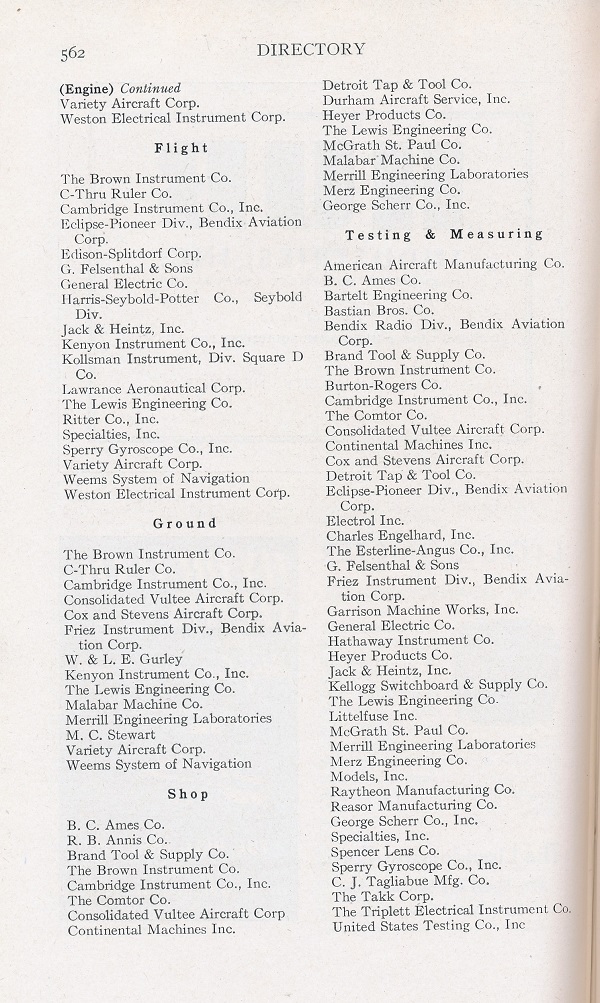 562
DIRECTORY
(Engine) Continued
Variety Aircraft Corp.
Weston Electrical Instrument Corp.
Flight
The Brown Instrument Co.
C-Thru Ruler Co.
Cambridge Instrument Co., Inc.
Eclipse-Pioneer Div., Bendix Aviation
Corp.
Edison-Splitdorf Corp.
G. Felsenthal & Sons
General Electric Co.
Harris-Seybold-Potter Co., Seybold
Div.
Jack & Heintz, Inc.
Kenyon Instrument Co., Inc.
Kollsman Instrument, Div. Square D
Co.
Lawrance Aeronautical Corp.
The Lewis Engineering Co.
Ritter Co., Inc.
Specialties, Inc.
Sperry Gyroscope Co., Inc.
Variety Aircraft Corp.
Weems System of Navigation
Weston Electrical Instrument Corp.
Ground
The Brown Instrument Co.
C-Thru Ruler Co.
Cambridge Instrument Co., Inc.
Consolidated Vultee Aircraft Corp.
Cox and Stevens Aircraft Corp.
Friez Instrument Div., Bendix Avia-
tion Corp.
W. & L. E. Gurley
Kenyon Instrument Co., Inc.
The Lewis Engineering Co.
Malabar Machine Co.
Merrill Engineering Laboratories
M. C. Stewart
Variety Aircraft Corp.
Weems System of Navigation
Shop
B. C. Ames Co.
R. B. Annis Co.
Brand Tool & Supply Co.
The Brown Instrument Co.
Cambridge Instrument Co., Inc.
The Comtor Co.
Consolidated Vultee Aircraft Corp
Continental Machines Inc.
Detroit Tap & Tool Co.
Durham Aircraft Service, Inc.
Heyer Products Co.
The Lewis Engineering Co.
McGrath St. Paul Co.
Malabar Machine Co.
Merrill Engineering Laboratories
Merz Engineering Co.
George Scherr Co., Inc.
Testing & Measuring
American Aircraft Manufacturing Co.
B. C. Ames Co.
Bartelt Engineering Co.
Bastian Bros. Co.
Bendix Radio Div., Bendix Aviation
Corp.
Brand Tool & Supply Co.
The Brown Instrument Co.
Burton-Rogers Co.
Cambridge Instrument Co., Inc.
The Comtor Co.
Consolidated Vultee Aircraft Corp.
Continental Machines Inc.
Cox and Stevens Aircraft Corp.
Detroit Tap & Tool Co.
Eclipse-Pioneer Div., Bendix Aviation
Corp.
Electrol Inc.
Charles Engelhard, Inc.
The Esterline-Angus Co., Inc.
G. Felsenthal & Sons
Friez Instrument Div., Bendix Avia-
tion Corp.
Garrison Machine Works, Inc.
General Electric Co.
Hathaway Instrument Co.
Heyer Products Co.
Jack & Heintz, Inc.
Kellogg Switchboard & Supply Co.
The Lewis Engineering Co.
Littelfuse Inc.
McGrath St. Paul Co.
Merrill Engineering Laboratories
Merz Engineering Co.
Models, Inc.
Raytheon Manufacturing Co.
Reasor Manufacturing Co.
George Scherr Co., Inc.
Specialties, Inc.
Spencer Lens Co.
Sperry Gyroscope Co., Inc.
C. J. Tagliabue Mfg. Co.
The Takk Corp.
The Triplett Electrical Instrument Co.
United States Testing Co., Inc